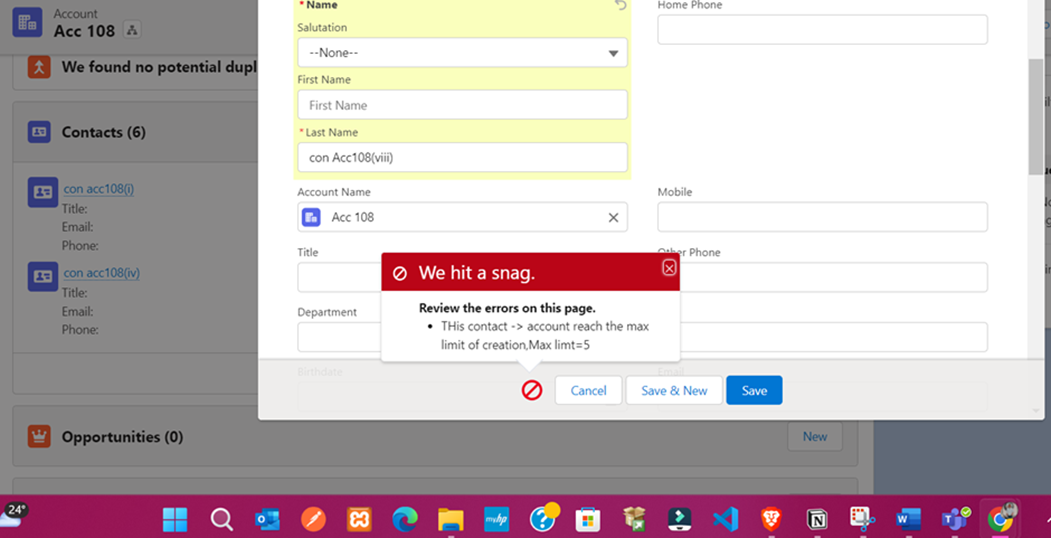 Account
Acc 108
We found no potential dupl
Contacts (6)
con acc108(i)
Title:
Email:
Phone:
con acc108(iv)
Title:
Email:
Phone:
Opportunities (0)
New
* Name
Salutation
--None--
First Name
First Name
* Last Name
con Acc108(viii)
Account Name
Acc 108
Title
Department
Birthdate
Home Phone
Mobile
Other Phone
Email
We hit a snag.
Review the errors on this page.
• THis contact -> account reach the max
limit of creation,Max limt=5
Cancel
Save & New
Save
24°